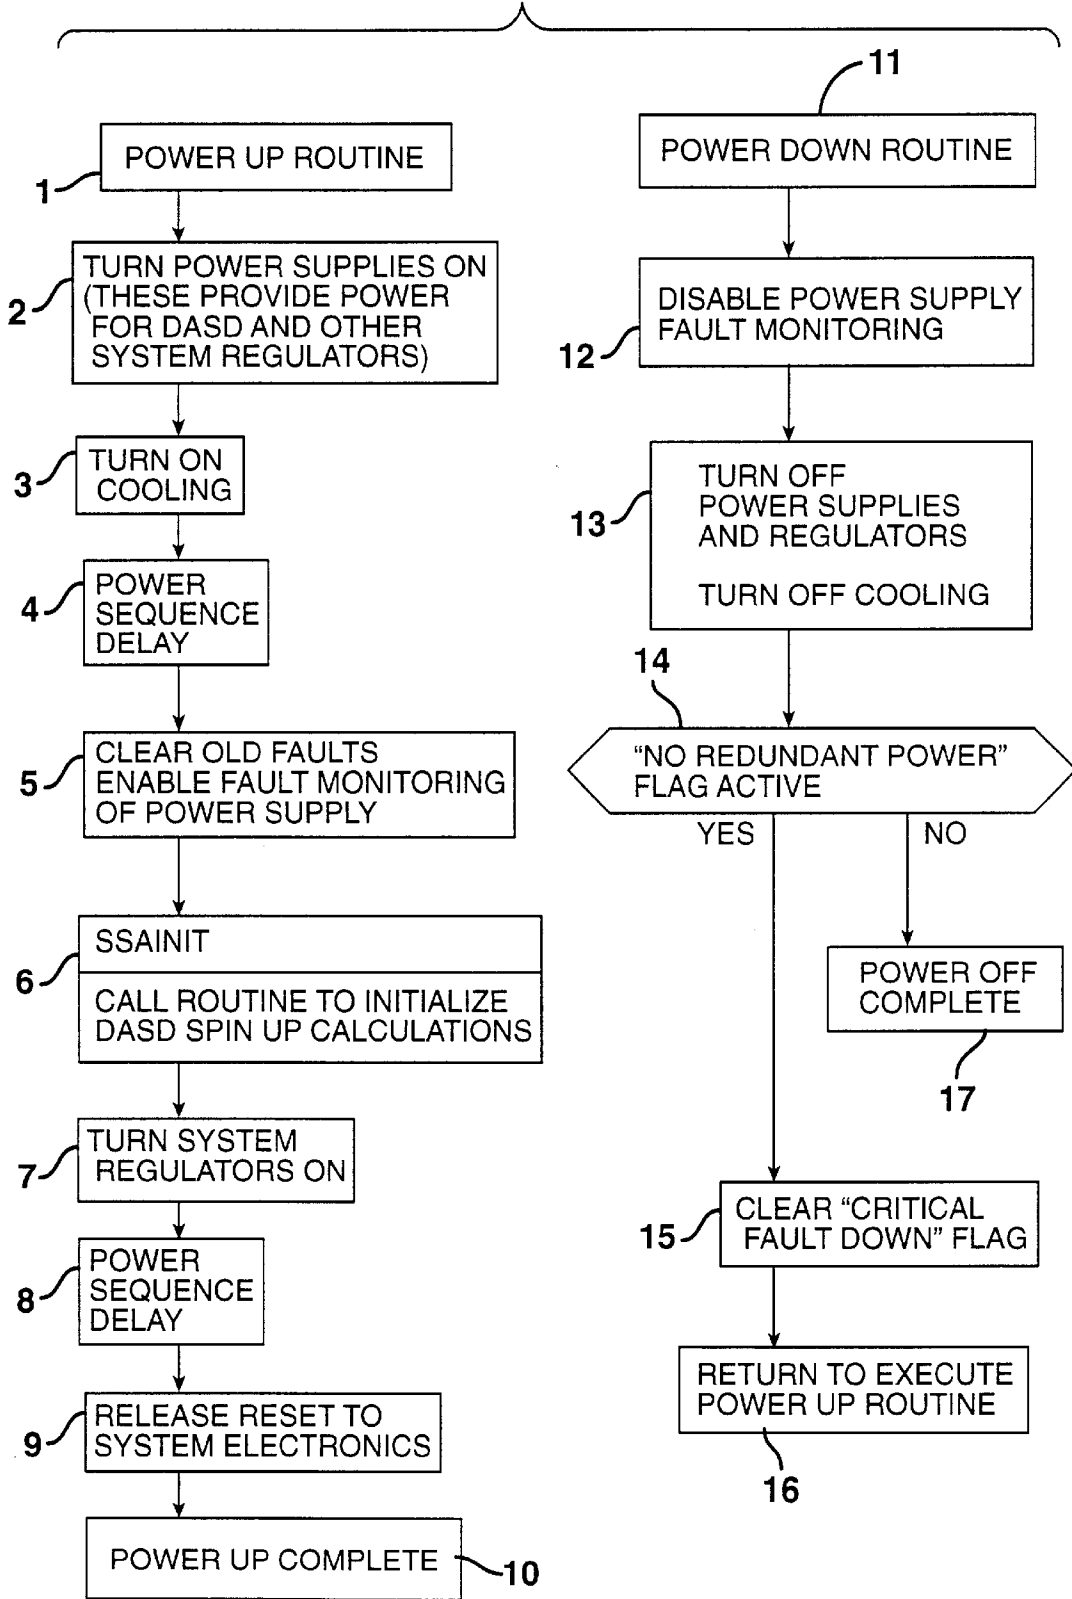 1
POWER UP ROUTINE
2
TURN POWER SUPPLIES ON
(THESE PROVIDE POWER
FOR DASD AND OTHER
SYSTEM REGULATORS)
3
TURN ON
COOLING
4
POWER
SEQUENCE
DELAY
5
CLEAR OLD FAULTS
ENABLE FAULT MONITORING
OF POWER SUPPLY
6
SSAINIT
CALL ROUTINE TO INITIALIZE
DASD SPIN UP CALCULATIONS
7
TURN SYSTEM
REGULATORS ON
8
POWER
SEQUENCE
DELAY
9
RELEASE RESET TO
SYSTEM ELECTRONICS
POWER UP COMPLETE
10
11
POWER DOWN ROUTINE
12
DISABLE POWER SUPPLY
FAULT MONITORING
13
TURN OFF
POWER SUPPLIES
AND REGULATORS
TURN OFF COOLING
14
“NO REDUNDANT POWER”
FLAG ACTIVE
YES
NO
POWER OFF
COMPLETE
17
15
CLEAR “CRITICAL
FAULT DOWN” FLAG
RETURN TO EXECUTE
POWER UP ROUTINE
16